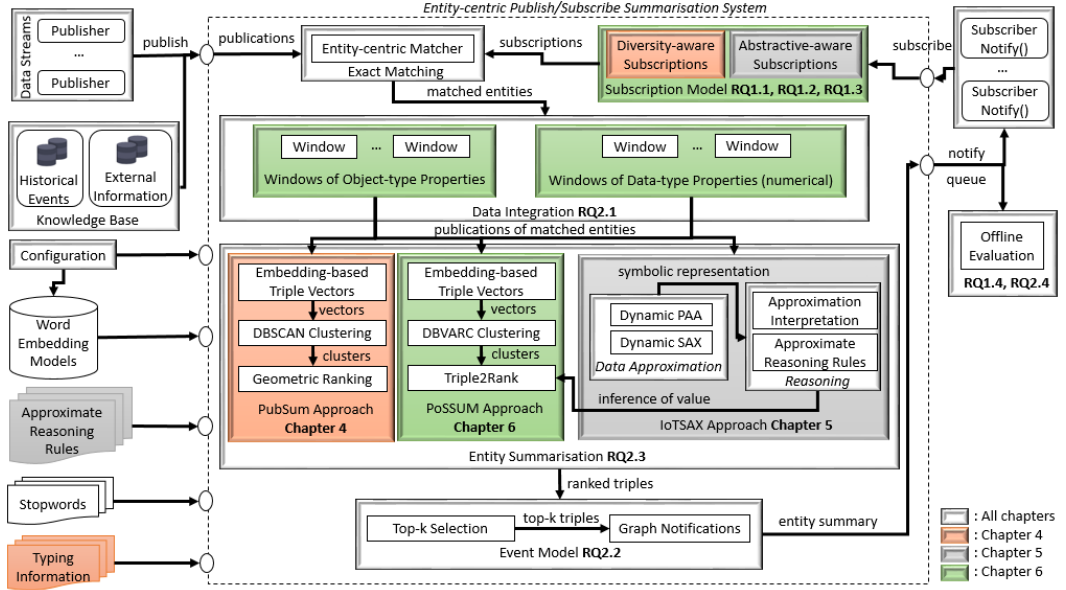 Entity-centric Publish/Subscribe Summarisation System
Data Streams
Publisher
...
Publisher
publish
publications
Entity-centric Matcher
Exact Matching
subscriptions
Diversity-aware
Subscriptions
Abstractive-aware
Subscriptions
Subscription Model RQ1.1, RQ1.2, RQ1.3
subscribe
Subscriber
Notify()
...
Subscriber
Notify()
matched entities
Historical
Events
External
Information
Knowledge Base
Window
...
Window
Windows of Object-type Properties
Window
...
Window
Windows of Data-type Properties (numerical)
Data Integration RQ2.1
notify
queue
Offline
Evaluation
RQ1.4, RQ2.4
publications of matched entities
Configuration
Word
Embedding
Models
Approximate
Reasoning
Rules
Stopwords
Typing
Information
Embedding-based
Triple Vectors
vectors
DBSCAN Clustering
clusters
Geometric Ranking
PubSum Approach
Chapter 4
Embedding-based
Triple Vectors
vectors
DBVARC Clustering
clusters
Triple2Rank
PoSSUM Approach
Chapter 6
symbolic representation
Dynamic PAA
Dynamic SAX
Data Approximation
Approximation
Interpretation
Approximate
Reasoning Rules
Reasoning
inference of value
IoTSAX Approach Chapter 5
Entity Summarisation RQ2.3
ranked triples
Top-k Selection
top-k triples
Graph Notifications
Event Model RQ2.2
entity summary
: All chapters
: Chapter 4
: Chapter 5
: Chapter 6